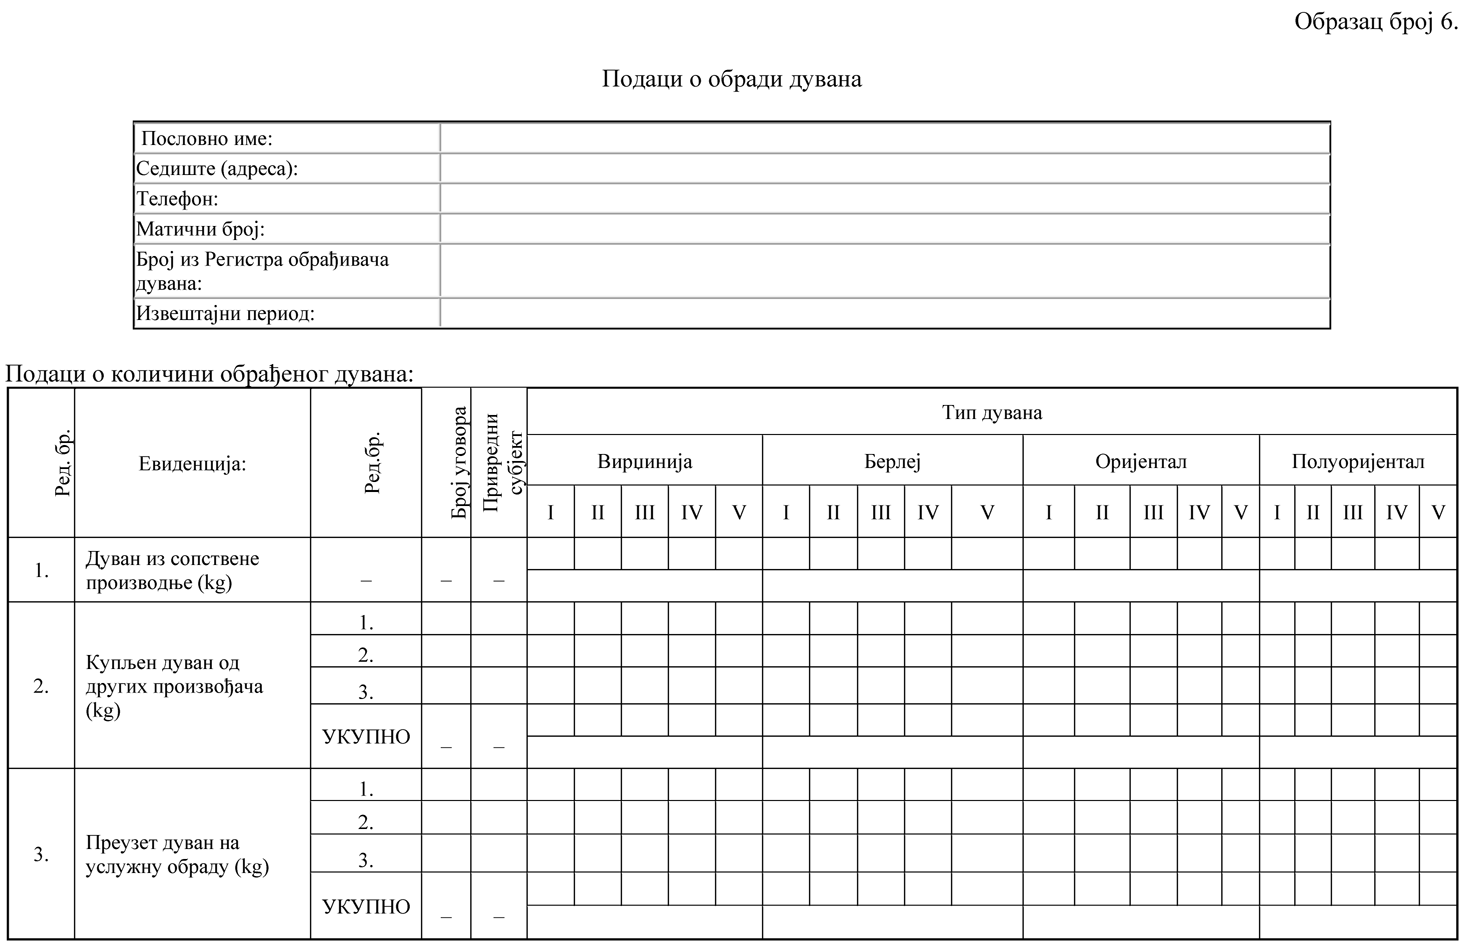 Образац број 6.
Подаци о обради дувана
Пословно име:
Седиште (адреса):
Телефон:
Матични број:
Број из Регистра обрађивача
дувана:
Извештајни период:
Подаци о количини обрађеног дувана:
Ред. бр.
Евиденција:
Ред.бр.
Број уговора
Привредни
субјект
Тип дувана
Вирџинија Берлеј Оријентал Полуоријентал
I II III IV V I II III IV V I II III IV V I II III IV V
1.
Дуван из сопствене
производње (kg)
– – –
2.
Купљен дуван од
других произвођача
(kg)
1.
2.
3.
УКУПНО – –
3.
Преузет дуван на
услужну обраду (kg)
1.
2.
3.
УКУПНО – –